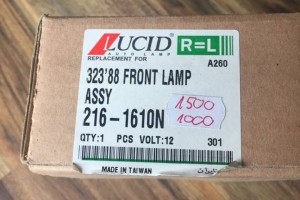 LUCID
AUTO LAMP
R=L
REPLACEMENT FOR
A260
323'88 FRONT LAMP
ASSY
216-1610N
1500
1000
QTY:1 PCS VOLT:12
301
MADE IN TAIWAN